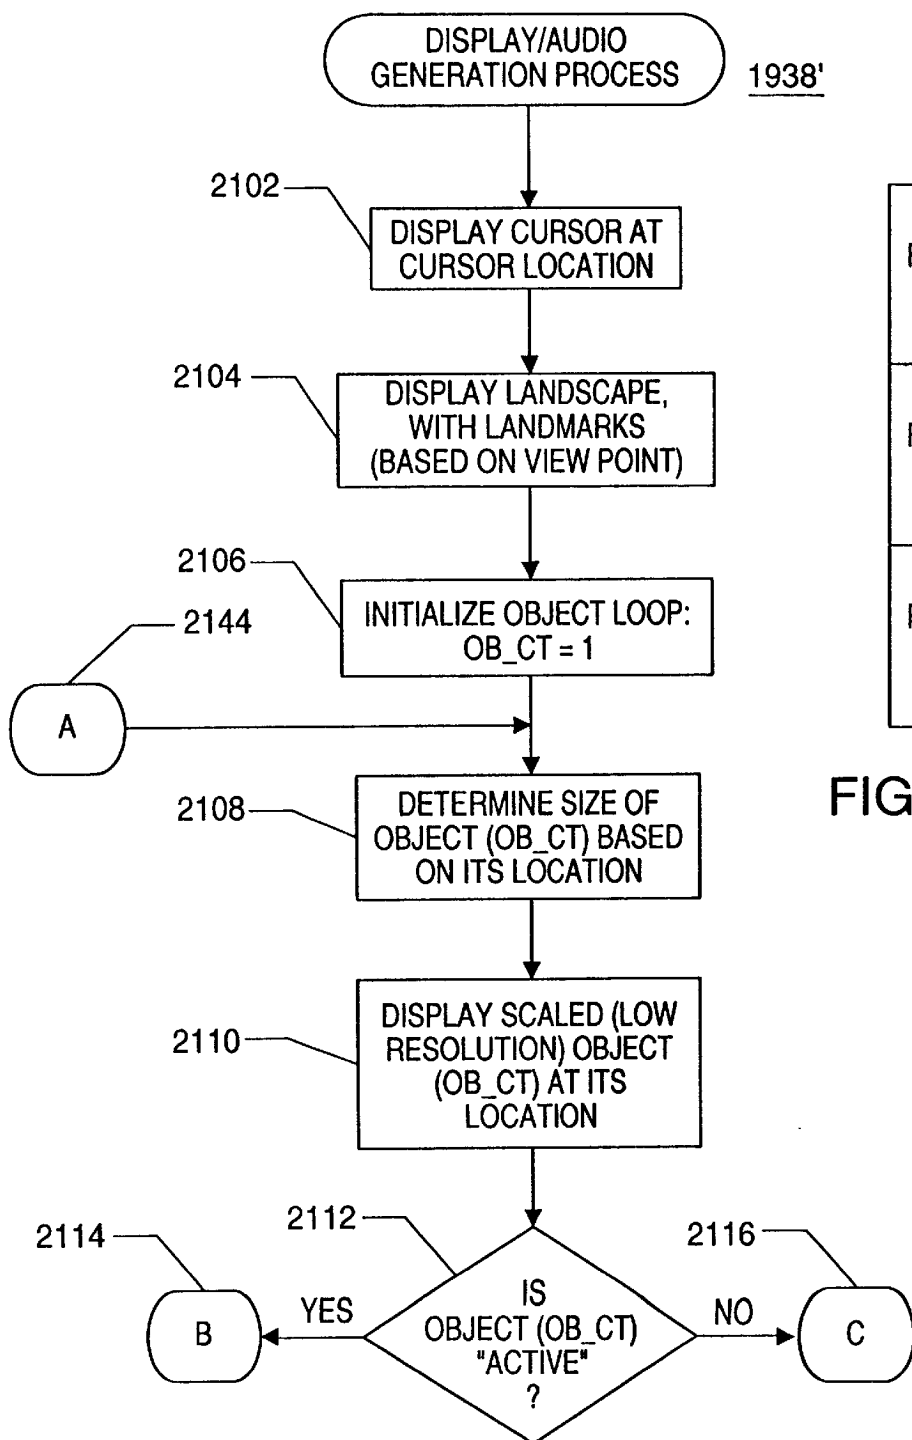 DISPLAY/AUDIO
GENERATION PROCESS
1938'
2102
DISPLAY CURSOR AT
CURSOR LOCATION
2104
DISPLAY LANDSCAPE,
WITH LANDMARKS
(BASED ON VIEW POINT)
2106
INITIALIZE OBJECT LOOP:
OB_CT = 1
2144
A
2108
DETERMINE SIZE OF
OBJECT (OB_CT) BASED
ON ITS LOCATION
FIG
2110
DISPLAY SCALED (LOW
RESOLUTION) OBJECT
(OB_CT) AT ITS
LOCATION
2112
2114
2116
IS
OBJECT (OB_CT)
"ACTIVE"
?
YES
NO
B
C